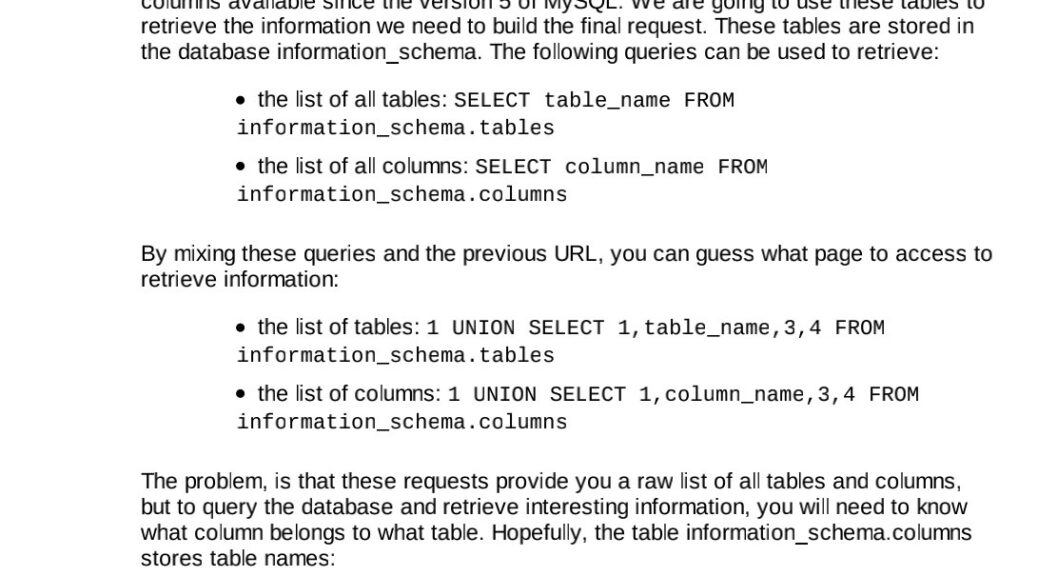 columns available since the version 5 of MySQL. We are going to use these tables to
retrieve the information we need to build the final request. These tables are stored in
the database information_schema. The following queries can be used to retrieve:
• the list of all tables: SELECT table_name FROM
information_schema.tables
• the list of all columns: SELECT column_name FROM
information_schema.columns
By mixing these queries and the previous URL, you can guess what page to access to
retrieve information:
• the list of tables: 1 UNION SELECT 1,table_name,3,4 FROM
information_schema.tables
• the list of columns: 1 UNION SELECT 1,column_name,3,4 FROM
information_schema.columns
The problem, is that these requests provide you a raw list of all tables and columns,
but to query the database and retrieve interesting information, you will need to know
what column belongs to what table. Hopefully, the table information_schema.columns
stores table names: